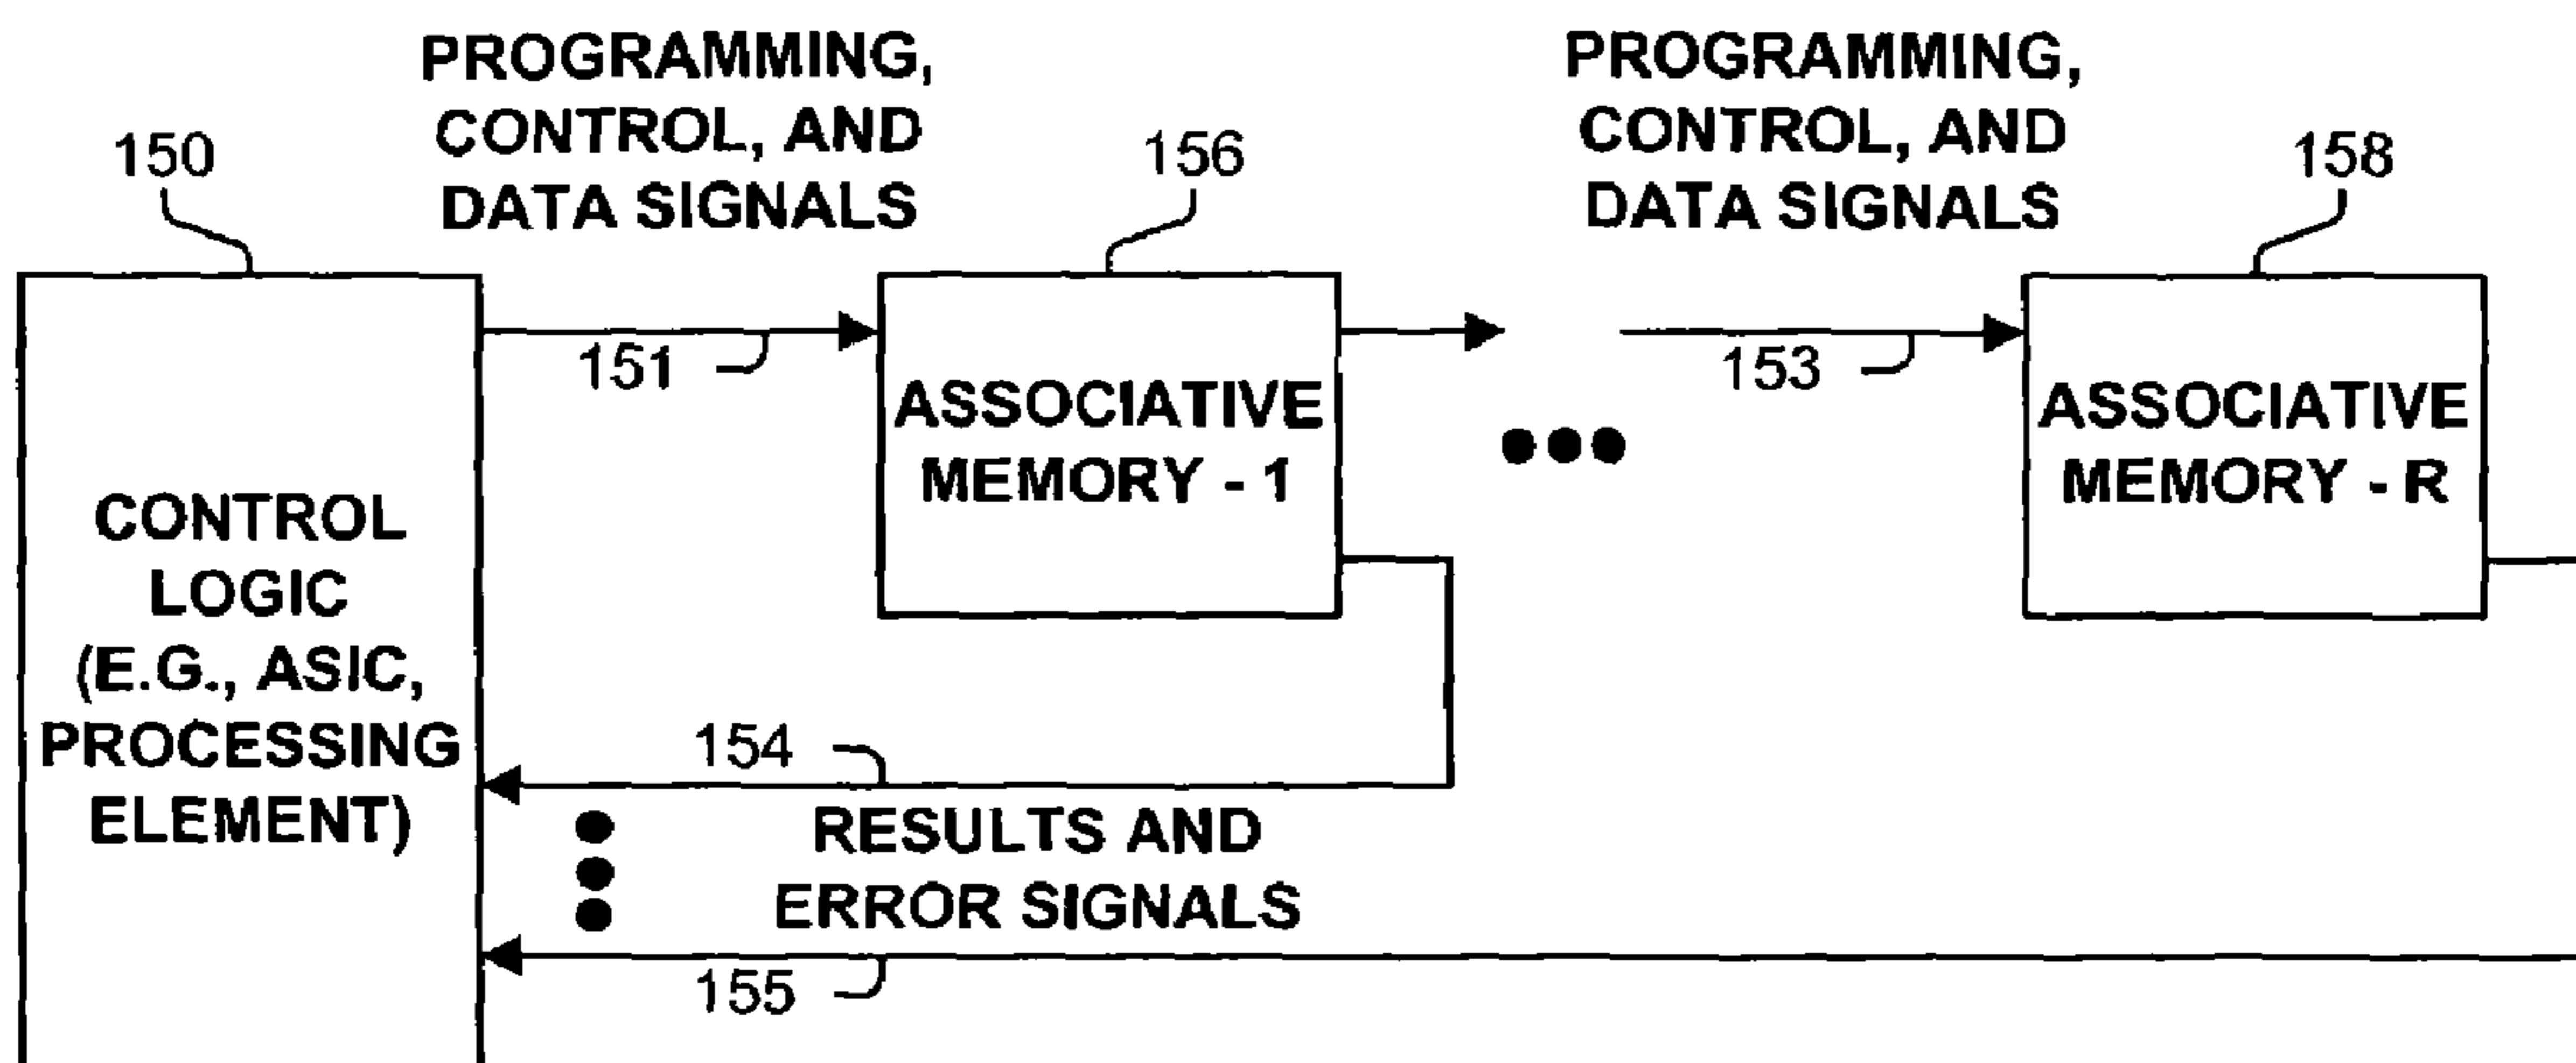 PROGRAMMING,
CONTROL, AND
DATA SIGNALS
PROGRAMMING,
CONTROL, AND
DATA SIGNALS
150
156
158
151
153
ASSOCIATIVE
MEMORY - 1
ASSOCIATIVE
MEMORY - R
CONTROL
LOGIC
(E.G., ASIC,
PROCESSING
ELEMENT)
154
RESULTS AND
ERROR SIGNALS
155